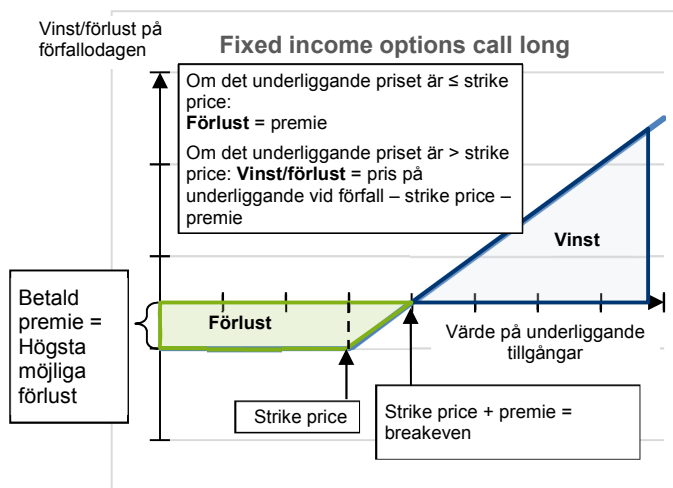 Vinst/förlust på
förfallodagen
Fixed income options call long
Om det underliggande priset är ≤ strike
price:
Förlust = premie
Om det underliggande priset är > strike
price: Vinst/förlust = pris på
underliggande vid förfall – strike price –
premie
Vinst
Betald
premie =
Högsta
möjliga
förlust
Förlust
Värde på underliggande
tillgångar
Strike price
Strike price + premie =
breakeven